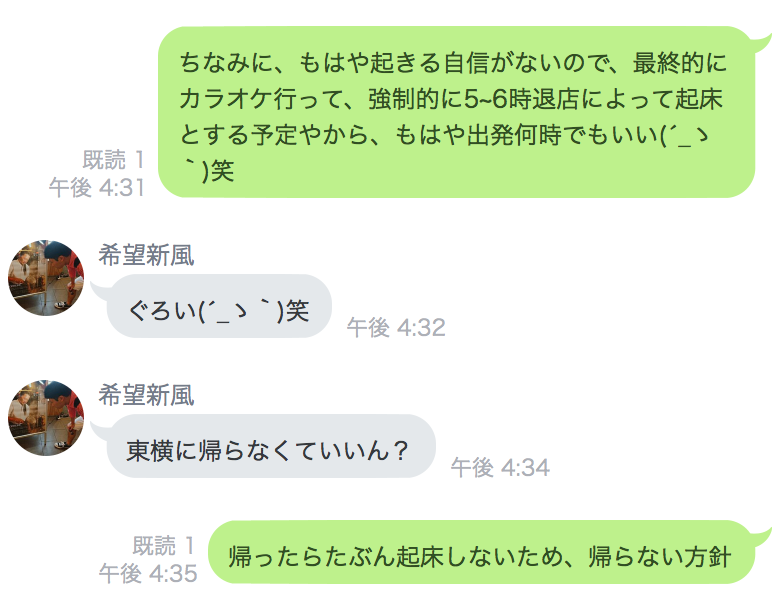 ちなみに、もはや起きる自信がないので、最終的に
カラオケ行って、強制的に5~6時退店によって起床
とする予定やから、もはや出発何時でもいい(´_ゝ
｀)笑
既読 1
午後 4:31
希望新風
ぐろい(´_ゝ｀)笑
午後 4:32
希望新風
東横に帰らなくていいん？
午後 4:34
帰ったらたぶん起床しないため、帰らない方針
既読 1
午後 4:35